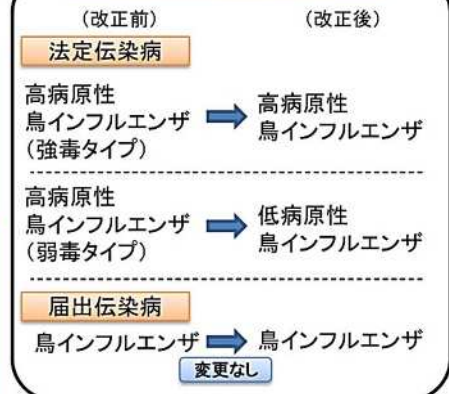 （改正前） （改正後）
法定伝染病
高病原性
鳥インフルエンザ
（強毒タイプ）
高病原性
鳥インフルエンザ
高病原性
鳥インフルエンザ
（弱毒タイプ）
低病原性
鳥インフルエンザ
届出伝染病
鳥インフルエンザ 鳥インフルエンザ
変更なし